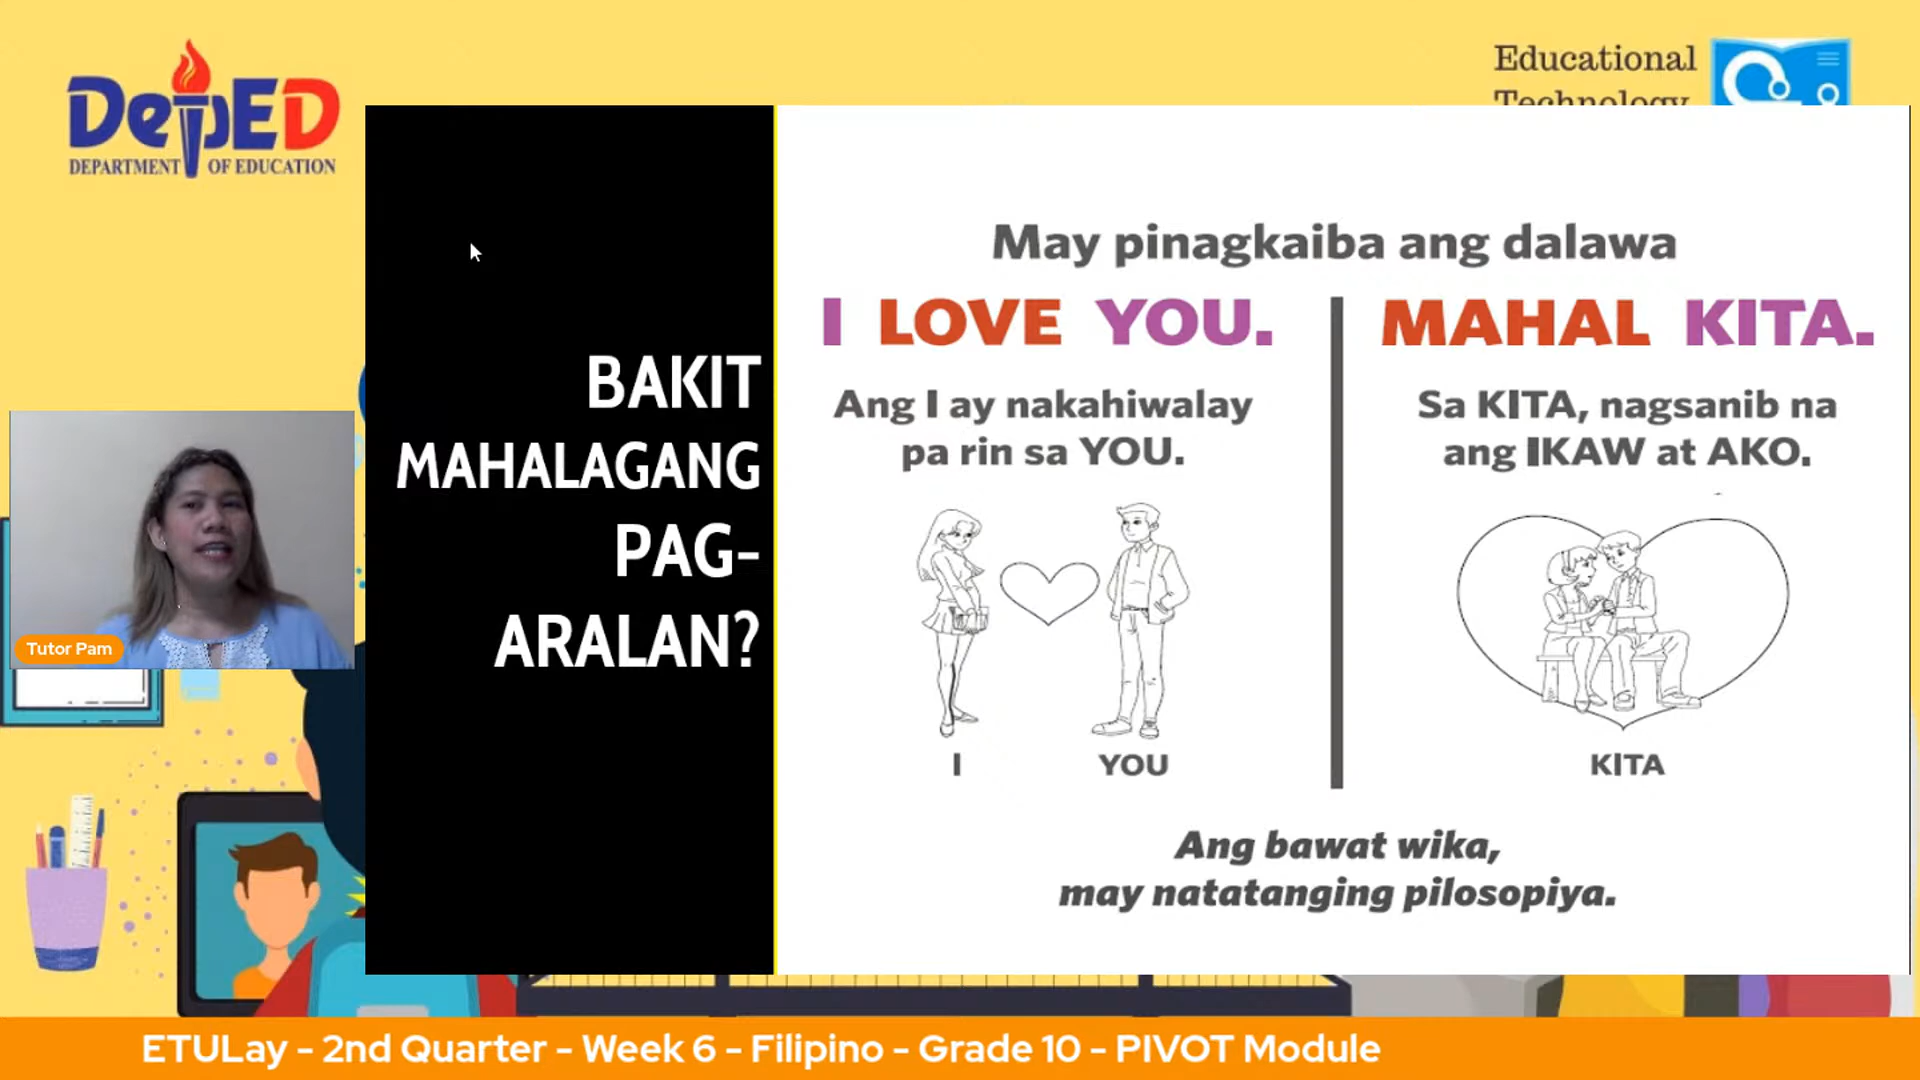 DepED
DEPARTMENT OF EDUCATION
Educational
Technology
BAKIT
MAHALAGANG
PAG-
ARALAN?
May pinagkaiba ang dalawa
I LOVE YOU.
Ang I ay nakahiwalay
pa rin sa YOU.
I YOU
MAHAL KITA.
Sa KITA, nagsanib na
ang IKAW at AKO.
KITA
Ang bawat wika,
may natatanging pilosopiya.
Tutor Pam
ETULay - 2nd Quarter - Week 6 - Filipino - Grade 10 - PIVOT Module